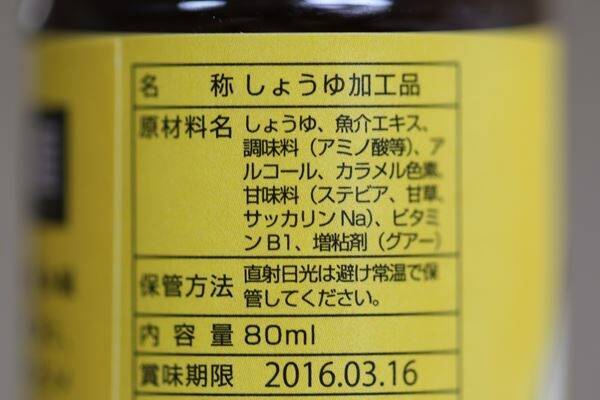 名称 しょうゆ加工品
原材料名 しょうゆ、魚介エキス、
調味料（アミノ酸等）、ア
ルコール、カラメル色素、
甘味料（ステビア、甘草、
サッカリンNa）、ビタミ
ンB1、増粘剤（グアー）
保管方法 直射日光は避け常温で保
管してください。
内容量 80ml
賞味期限 2016.03.16